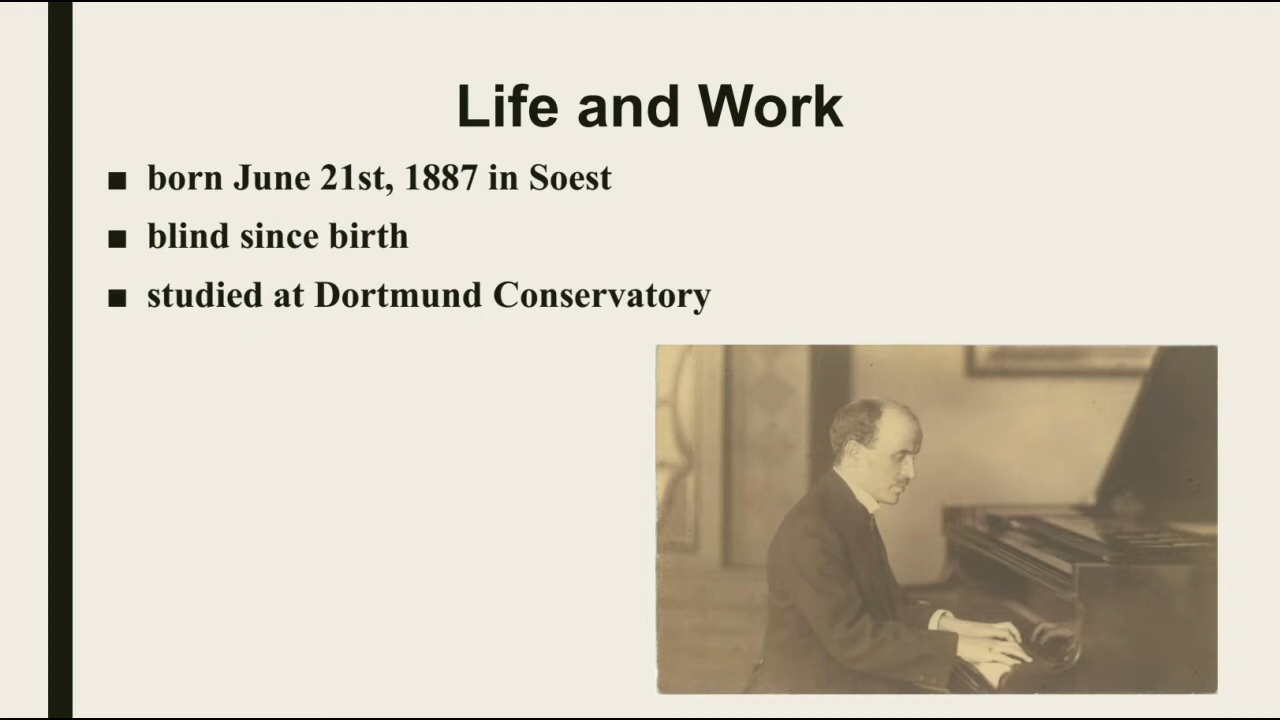 Life and Work
■ born June 21st, 1887 in Soest
■ blind since birth
■ studied at Dortmund Conservatory